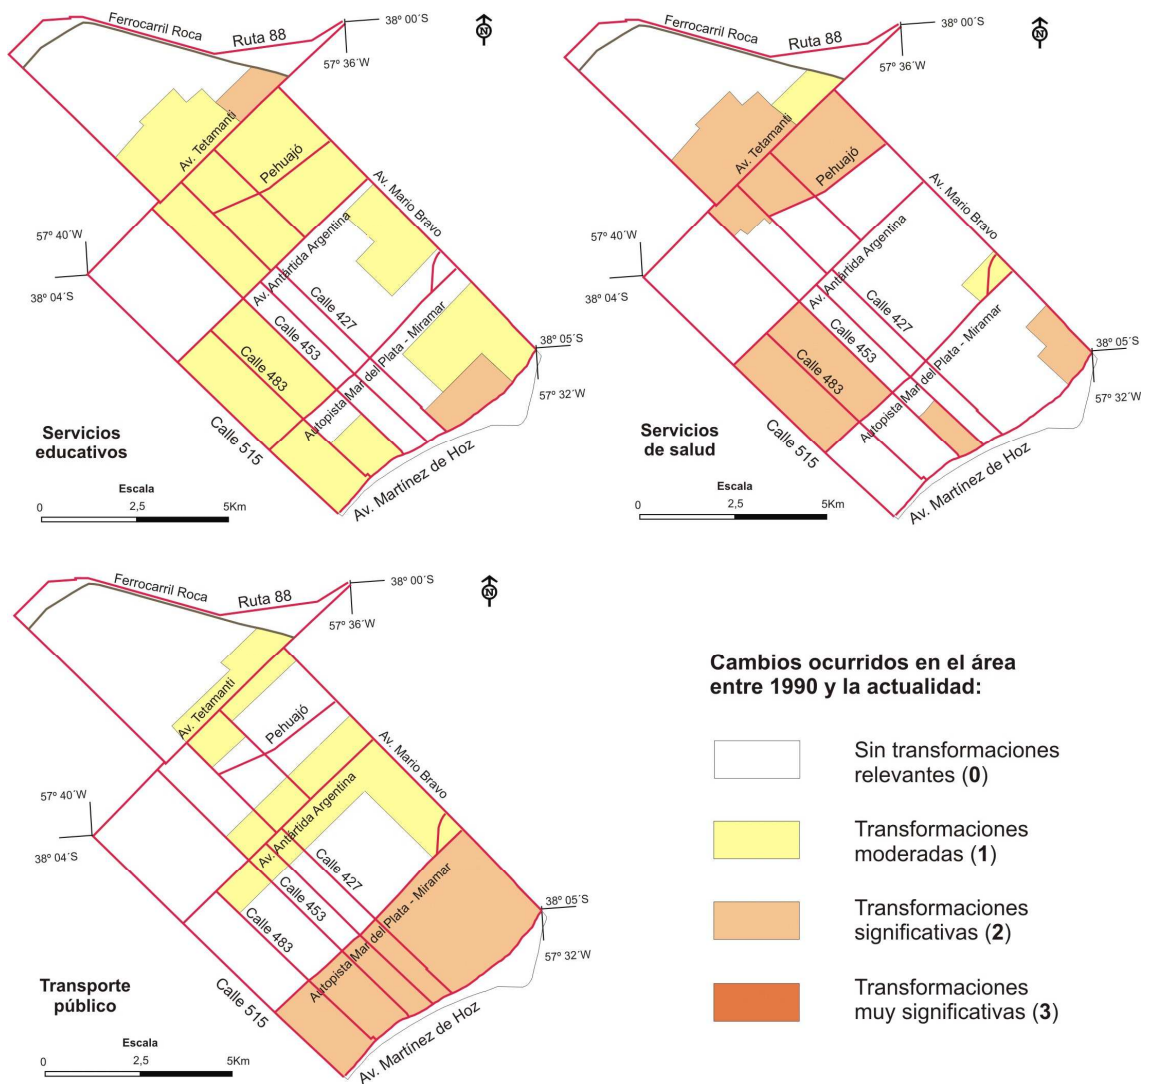 Ferrocarril Roca
Ruta 88
38º 00´S
57º 36´W
N
Av. Tetamanti
Pehuajó
Av. Mario Bravo
57º 40´W
38º 04´S
Av. Antártida Argentina
Calle 427
Calle 453
Calle 483
Autopista Mar del Plata - Miramar
38º 05´S
57º 32´W
Calle 515
Av. Martínez de Hoz
Servicios
educativos
Escala
0 2,5 5Km
Ferrocarril Roca
Ruta 88
38º 00´S
57º 36´W
N
Av. Tetamanti
Pehuajó
Av. Mario Bravo
57º 40´W
38º 04´S
Av. Antártida Argentina
Calle 427
Calle 453
Calle 483
Autopista Mar del Plata - Miramar
38º 05´S
57º 32´W
Calle 515
Av. Martínez de Hoz
Servicios
de salud
Escala
0 2,5 5Km
Ferrocarril Roca
Ruta 88
38º 00´S
57º 36´W
N
Av. Tetamanti
Pehuajó
Av. Mario Bravo
57º 40´W
38º 04´S
Av. Antártida Argentina
Calle 427
Calle 453
Calle 483
Autopista Mar del Plata - Miramar
38º 05´S
57º 32´W
Calle 515
Av. Martínez de Hoz
Transporte
público
Escala
0 2,5 5Km
Cambios ocurridos en el área
entre 1990 y la actualidad:
Sin transformaciones
relevantes (0)
Transformaciones
moderadas (1)
Transformaciones
significativas (2)
Transformaciones
muy significativas (3)